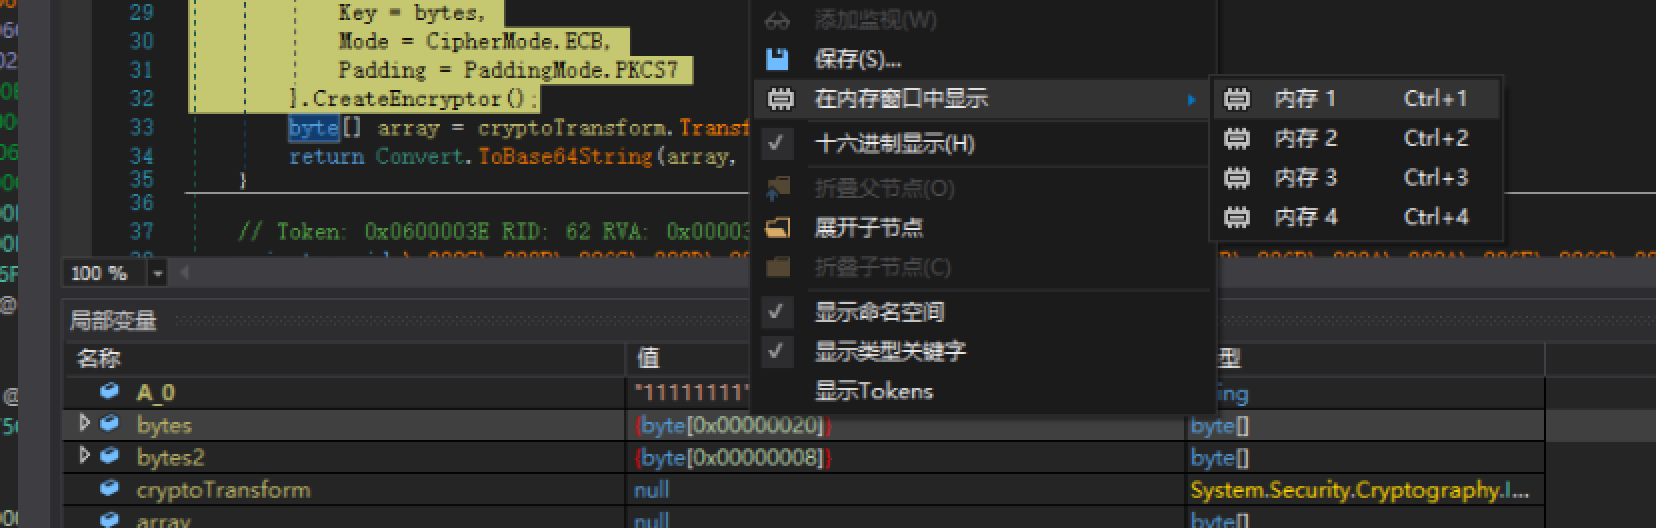 29 Key = bytes,
30 Mode = CipherMode.ECB,
31 Padding = PaddingMode.PKCS7
32 }.CreateEncryptor();
33 byte[] array = cryptoTransform.Transf
34 return Convert.ToBase64String(array,
35 }
36
37 // Token: 0x0600003E RID: 62 RVA: 0x00003
100 %
添加监视(W)
保存(S)...
在内存窗口中显示
十六进制显示(H)
折叠父节点(O)
展开子节点
折叠子节点(C)
显示命名空间
显示类型关键字
显示Tokens
内存 1 Ctrl+1
内存 2 Ctrl+2
内存 3 Ctrl+3
内存 4 Ctrl+4
局部变量
名称 值 型
A_0 "11111111" ing
bytes {byte[0x00000020]} byte[]
bytes2 {byte[0x00000008]} byte[]
cryptoTransform null System.Security.Cryptography.I...
array null byte[]